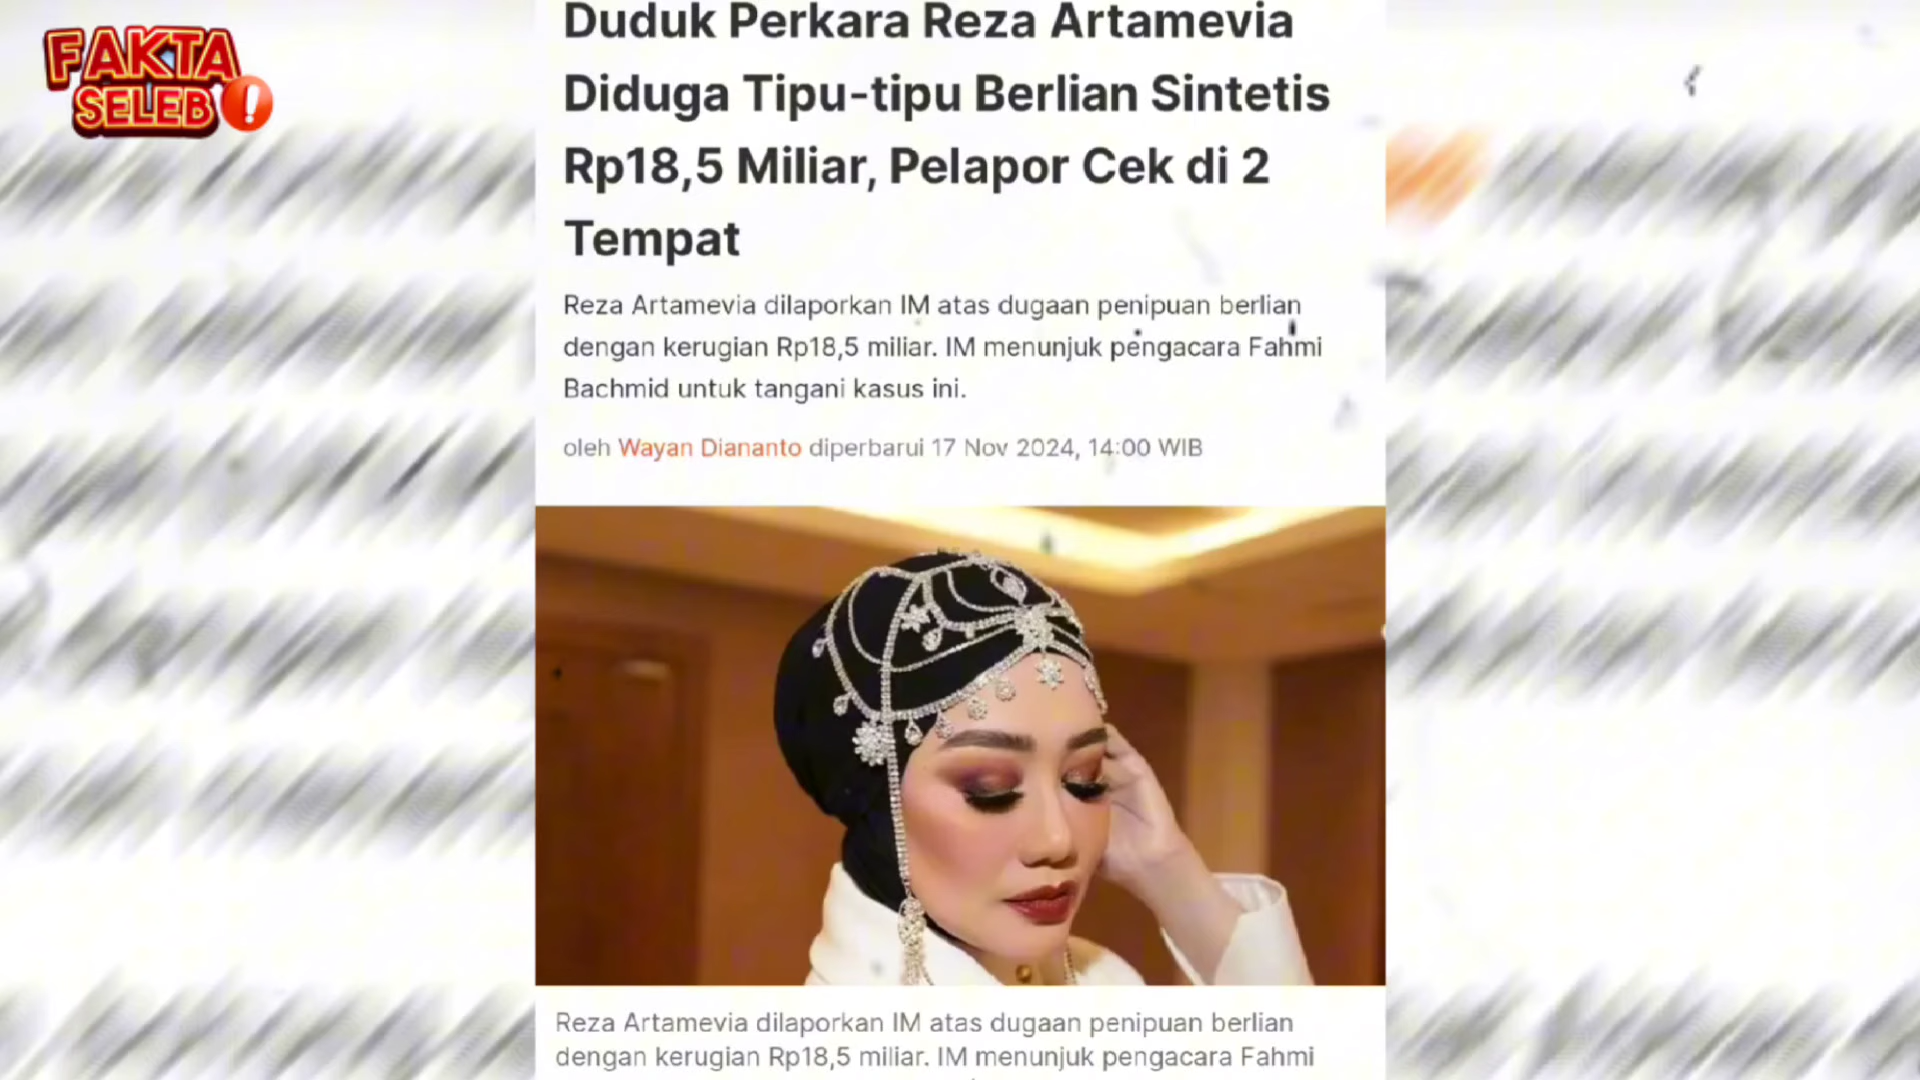 FAKTA
SELEB!
Duduk Perkara Reza Artamevia
Diduga Tipu-tipu Berlian Sintetis
Rp18,5 Miliar, Pelapor Cek di 2
Tempat
Reza Artamevia dilaporkan IM atas dugaan penipuan berlian
dengan kerugian Rp18,5 miliar. IM menunjuk pengacara Fahmi
Bachmid untuk tangani kasus ini.
oleh Wayan Diananto diperbarui 17 Nov 2024, 14:00 WIB
Reza Artamevia dilaporkan IM atas dugaan penipuan berlian
dengan kerugian Rp18,5 miliar. IM menunjuk pengacara Fahmi